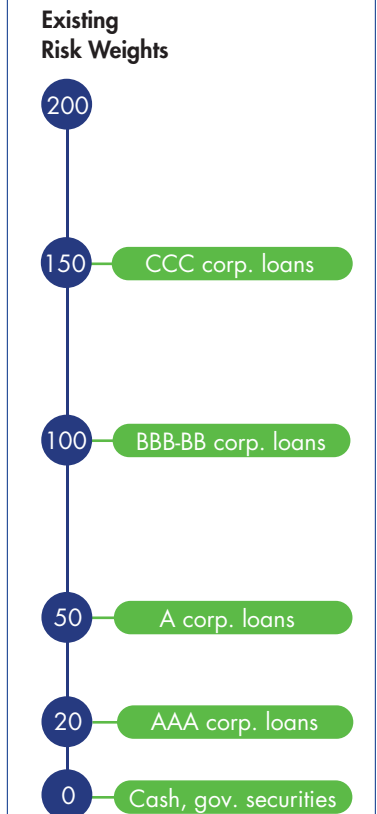 Existing
Risk Weights
200
150 CCC corp. loans
100 BBB-BB corp. loans
50 A corp. loans
20 AAA corp. loans
0 Cash, gov. securities